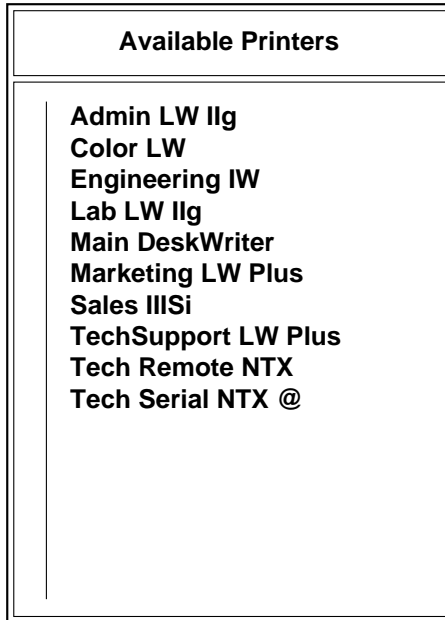 Available Printers
Admin LW IIg
Color LW
Engineering IW
Lab LW IIg
Main DeskWriter
Marketing LW Plus
Sales IIISi
TechSupport LW Plus
Tech Remote NTX
Tech Serial NTX @